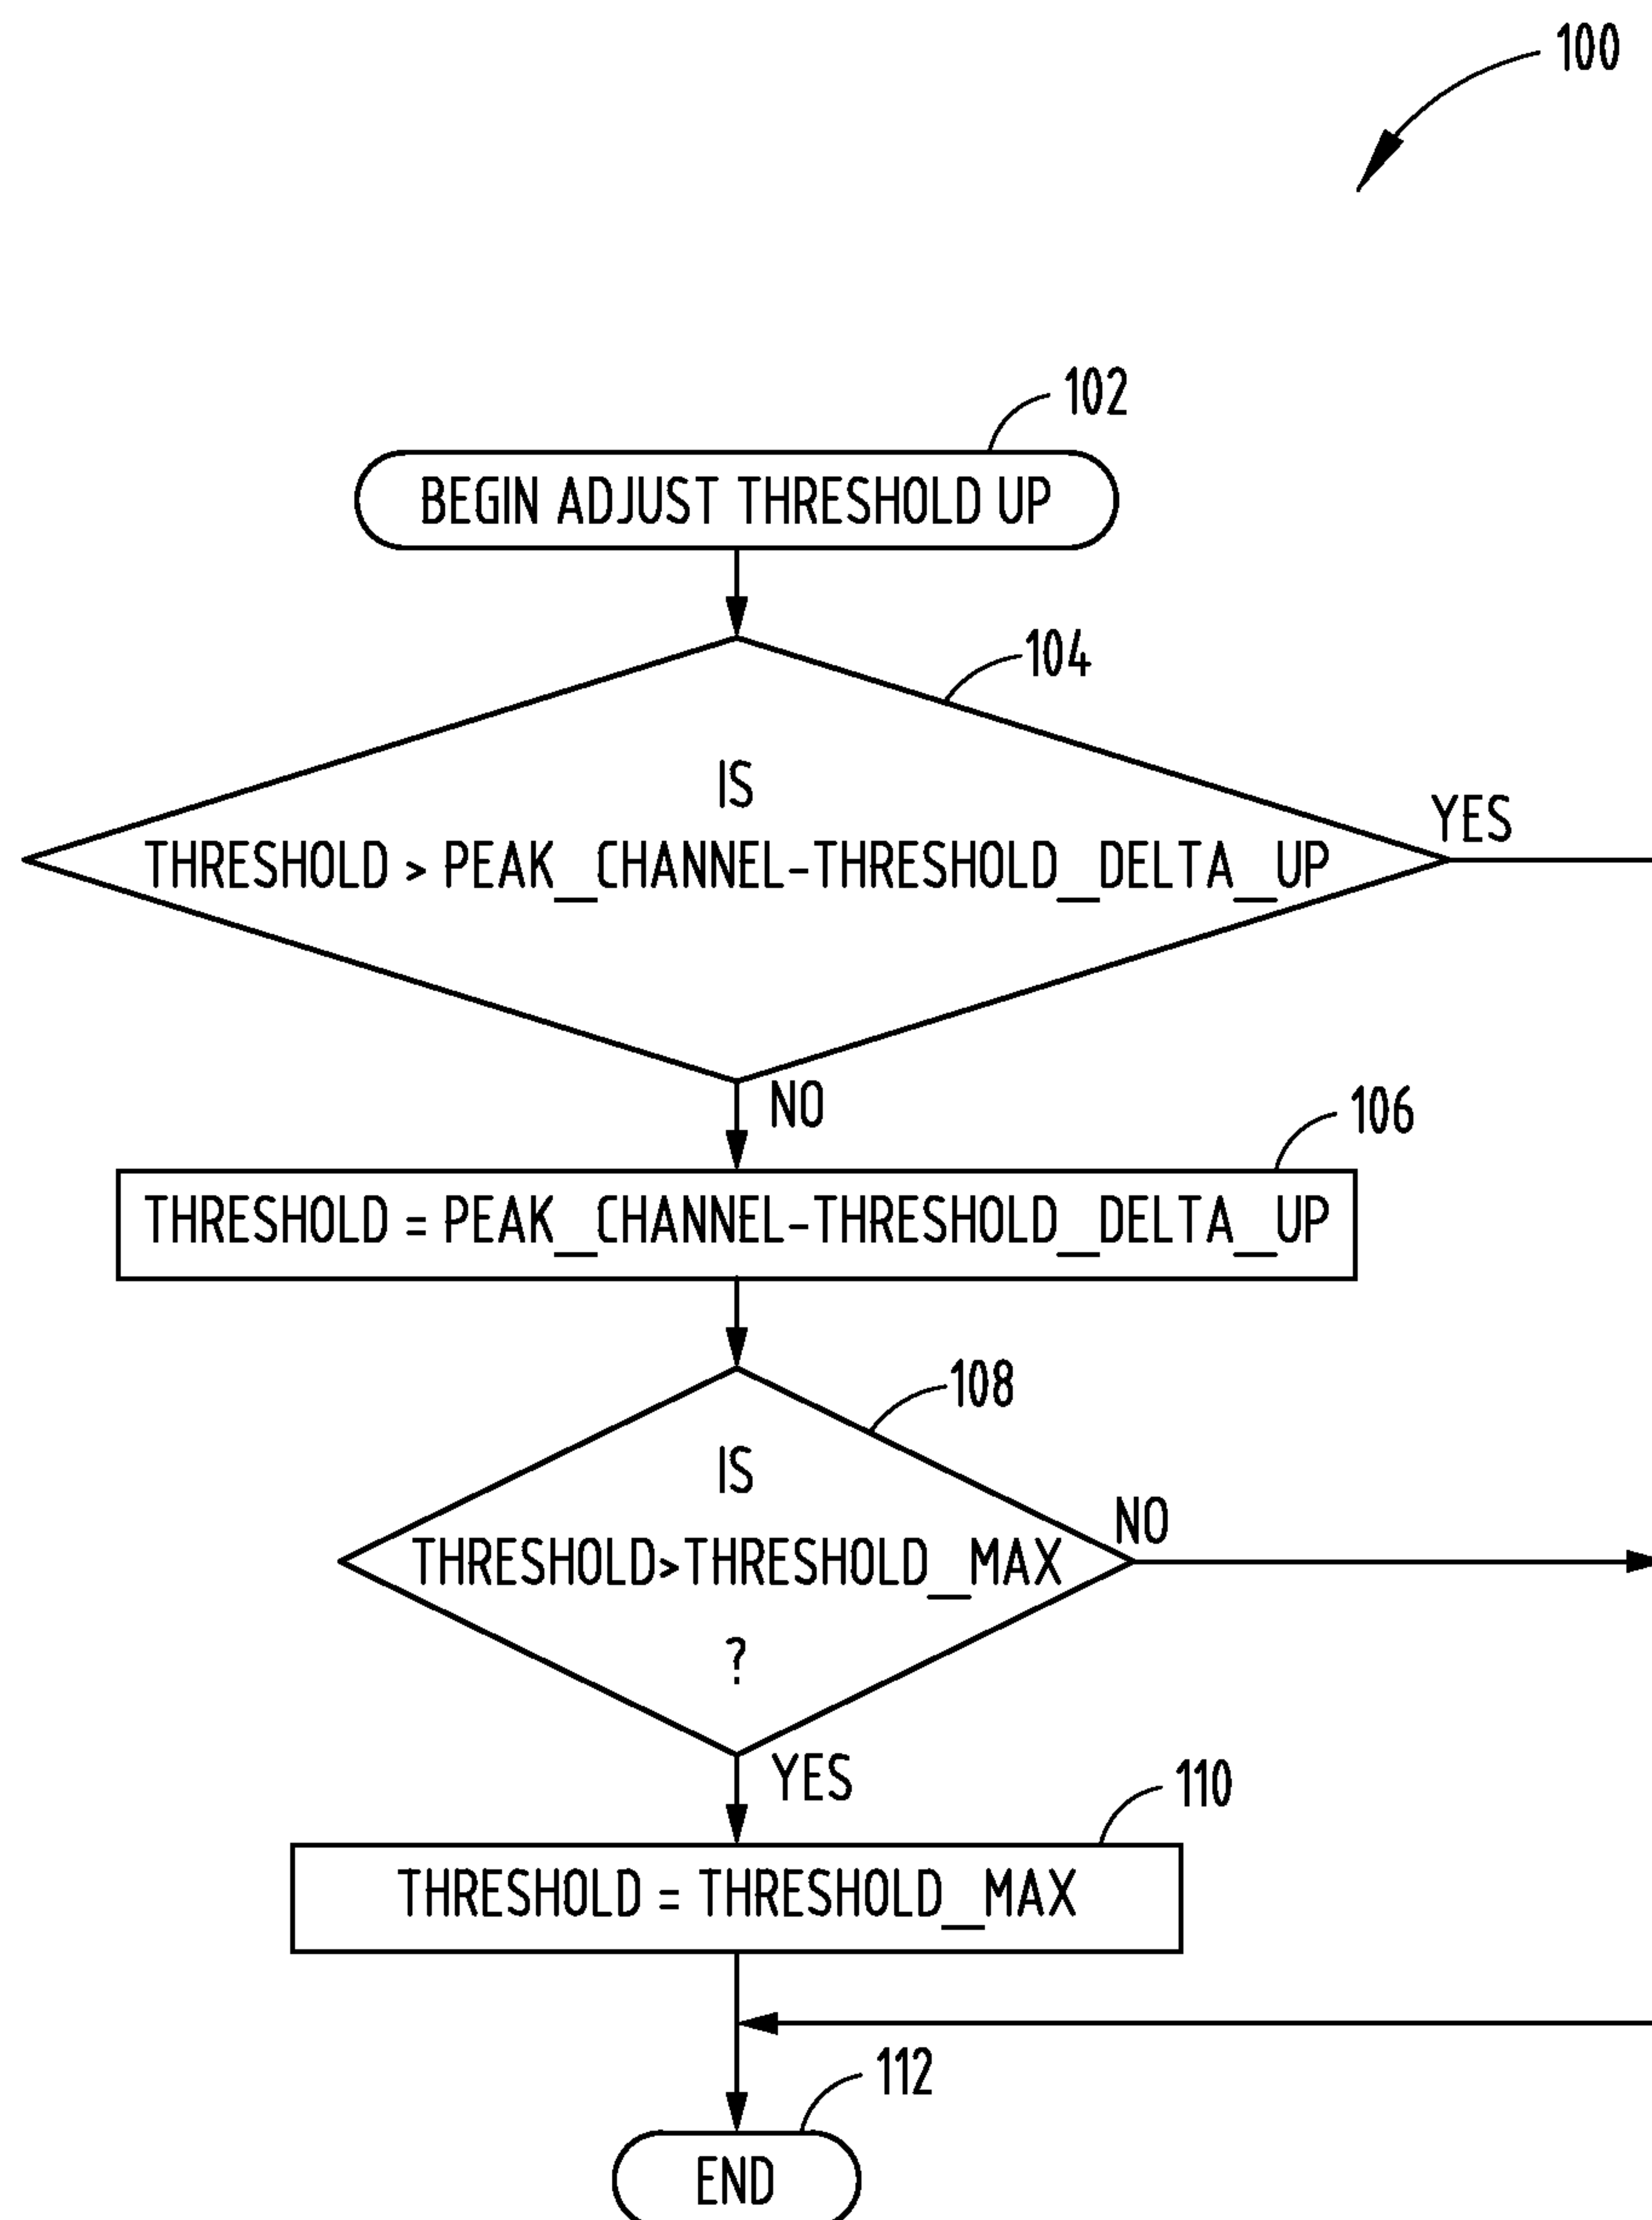 100
102
BEGIN ADJUST THRESHOLD UP
104
IS
THRESHOLD > PEAK_CHANNEL-THRESHOLD_DELTA_UP
YES
NO
106
THRESHOLD = PEAK_CHANNEL-THRESHOLD_DELTA_UP
108
IS
THRESHOLD>THRESHOLD_MAX
?
NO
YES
110
THRESHOLD = THRESHOLD_MAX
112
END